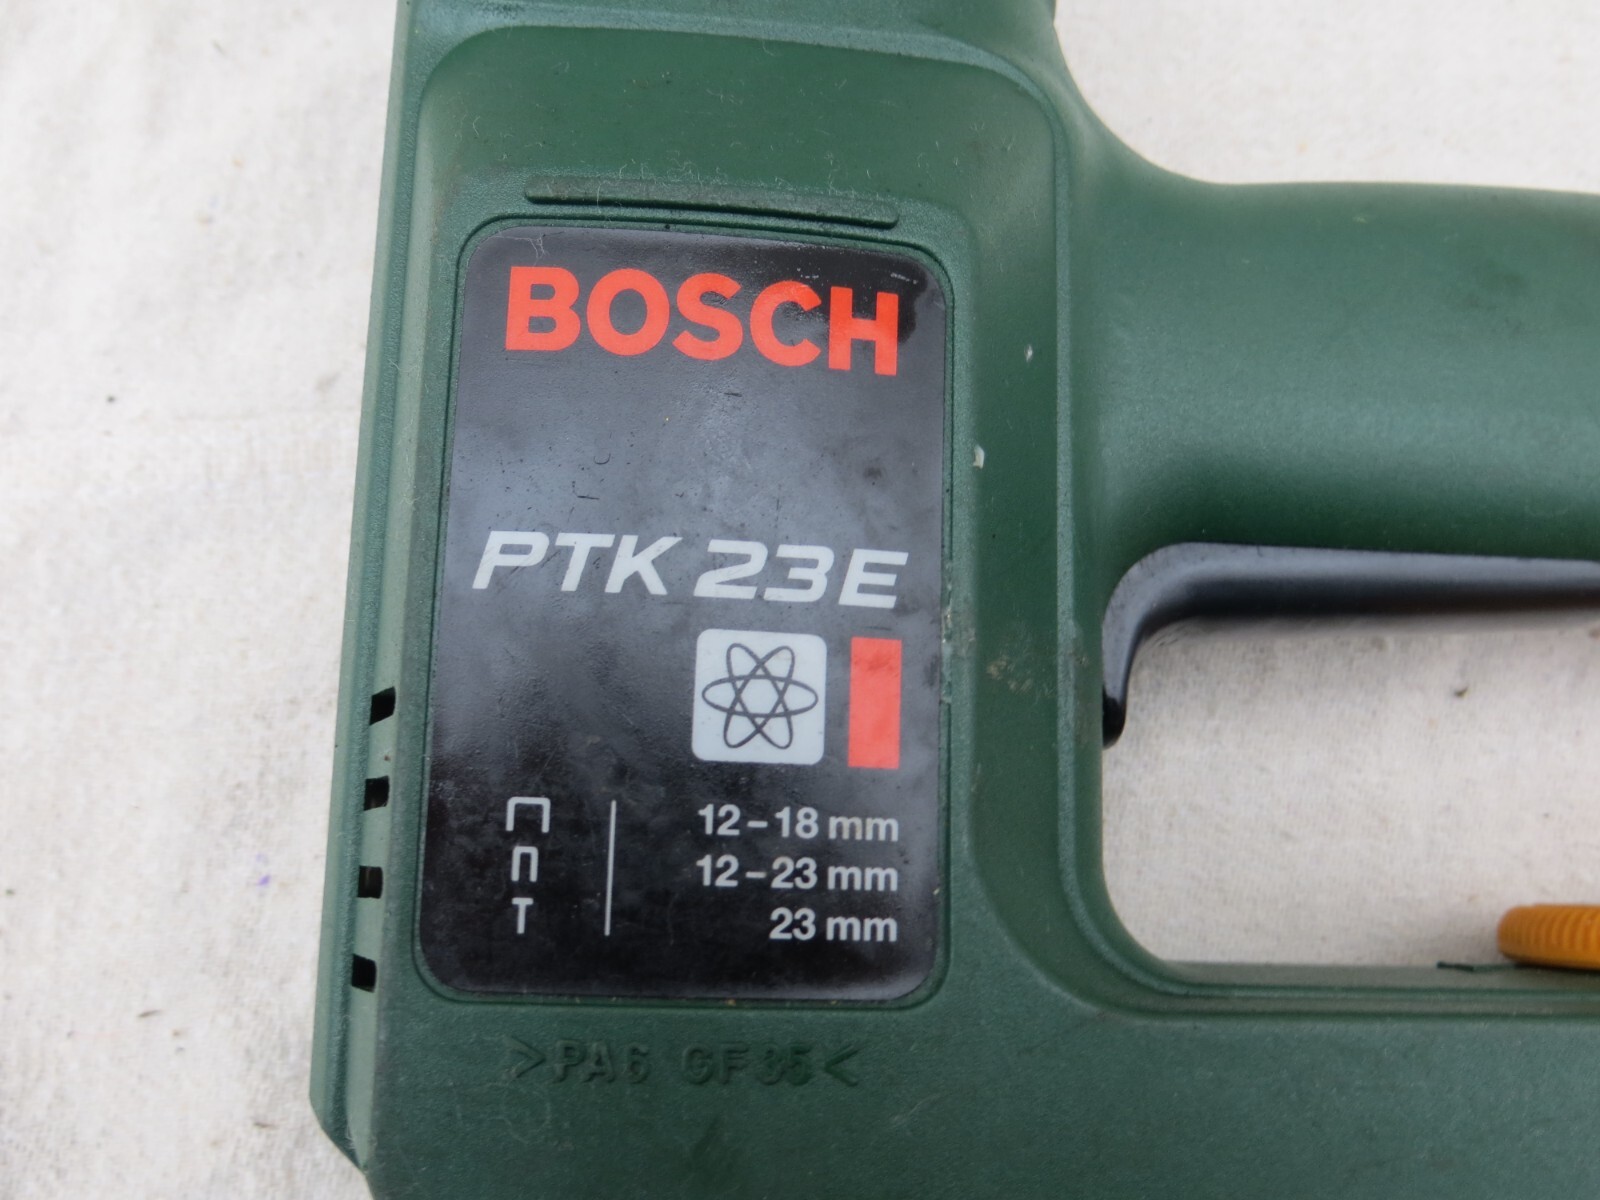 BOSCH
PTK 23E
12-18 mm
12-23 mm
T 23 mm
>PA6 GF35<